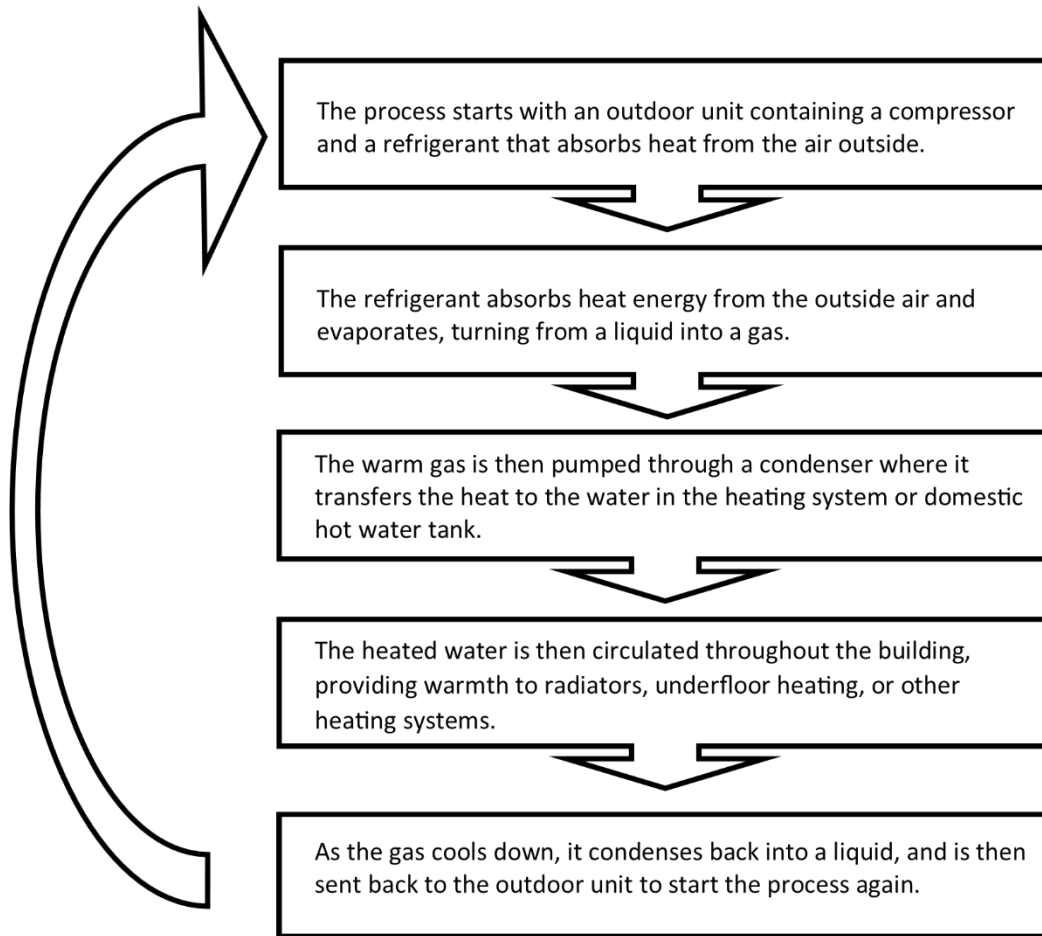 The process starts with an outdoor unit containing a compressor
and a refrigerant that absorbs heat from the air outside.
The refrigerant absorbs heat energy from the outside air and
evaporates, turning from a liquid into a gas.
The warm gas is then pumped through a condenser where it
transfers the heat to the water in the heating system or domestic
hot water tank.
The heated water is then circulated throughout the building,
providing warmth to radiators, underfloor heating, or other
heating systems.
As the gas cools down, it condenses back into a liquid, and is then
sent back to the outdoor unit to start the process again.